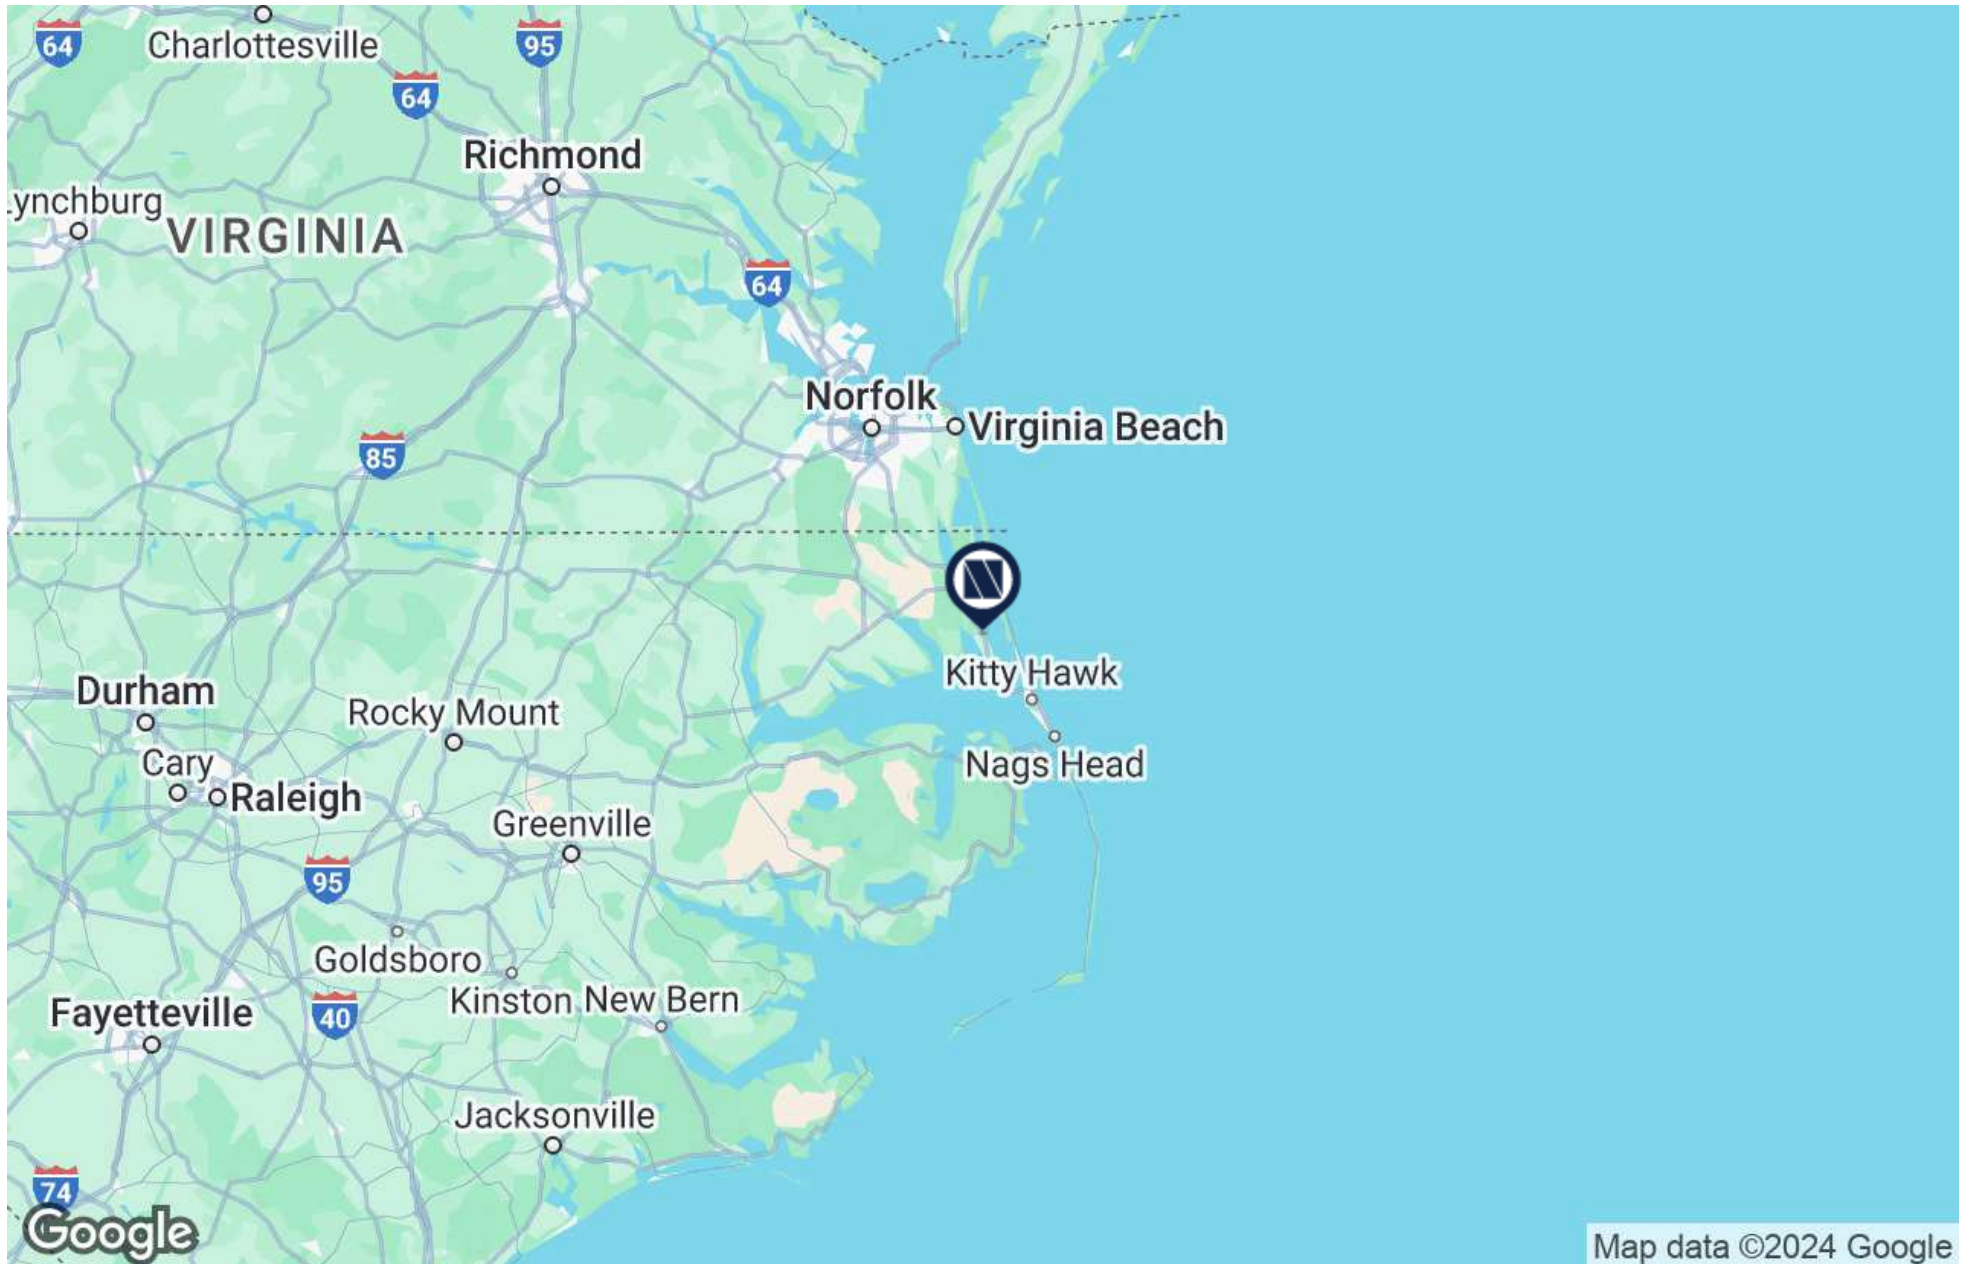 64
Charlottesville
95
64
Richmond
ynchburg
VIRGINIA
64
Norfolk
Virginia Beach
85
Kitty Hawk
Durham
Rocky Mount
Nags Head
Cary
Raleigh
Greenville
95
Goldsboro
Kinston
New Bern
Fayetteville
40
Jacksonville
74
Google
Map data ©2024 Google